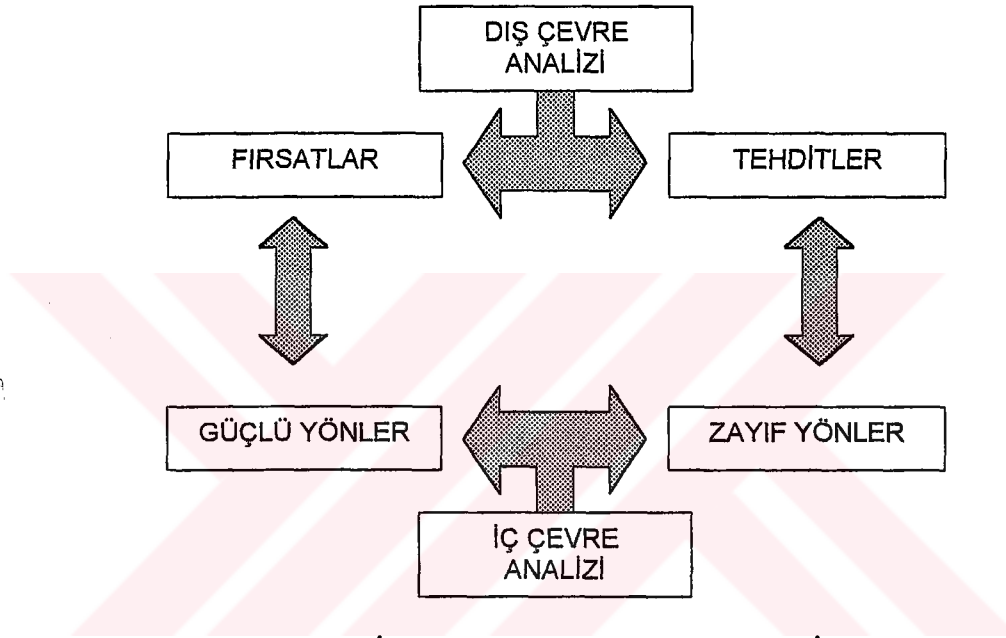 DIŞ ÇEVRE
ANALİZİ
FIRSATLAR
TEHDİTLER
GÜÇLÜ YÖNLER
ZAYIF YÖNLER
İÇ ÇEVRE
ANALİZİ